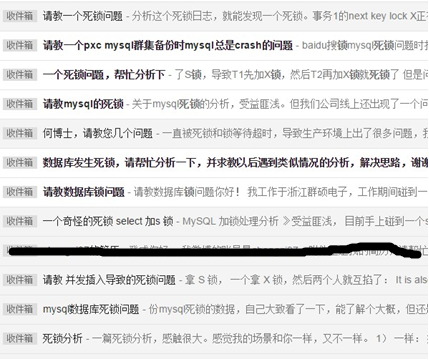 收件箱 请教一个死锁问题 - 分析这个死锁日志，就能发现一个死锁。事务1的next key lock X正在
收件箱 请教一个pxc mysql群集备份时mysql总是crash的问题 - baidu搜锁mysql死锁问题时搜
收件箱 一个死锁问题，帮忙分析下 - 了S锁，导致T1先加X锁，然后T2再加X锁就死锁了 但是问
收件箱 请教mysql的死锁 - 关于mysql死锁的分析，受益匪浅。但我们公司线上还出现了一个问
收件箱 何博士，请教您几个问题 - 一直被死锁和锁等待超时，导致生产环境上出了很多问题，我
收件箱 数据库发生死锁，请帮忙分析一下，并求教以后遇到类似情况的分析，解决思路，谢谢
收件箱 请教数据库锁问题 - 请教数据库锁问题你好！ 我工作于浙江群硕电子，工作期间碰到一
收件箱 一个奇怪的死锁 select 加s 锁 - MySQL 加锁处理分析 》受益匪浅， 目前手上碰到一个s
收件箱
收件箱 请教 并发插入导致的死锁问题 - 拿 S 锁， 一个拿 X 锁，然后两个人就互掐了： It is also
收件箱 mysql数据库死锁问题 - 份mysql死锁的数据，自己大致看了一下，能了解个大概，但还是
收件箱 死锁分析 - 一篇死锁分析，感触很大。感觉我的场景和你一样，又不一样。 1） 一样：